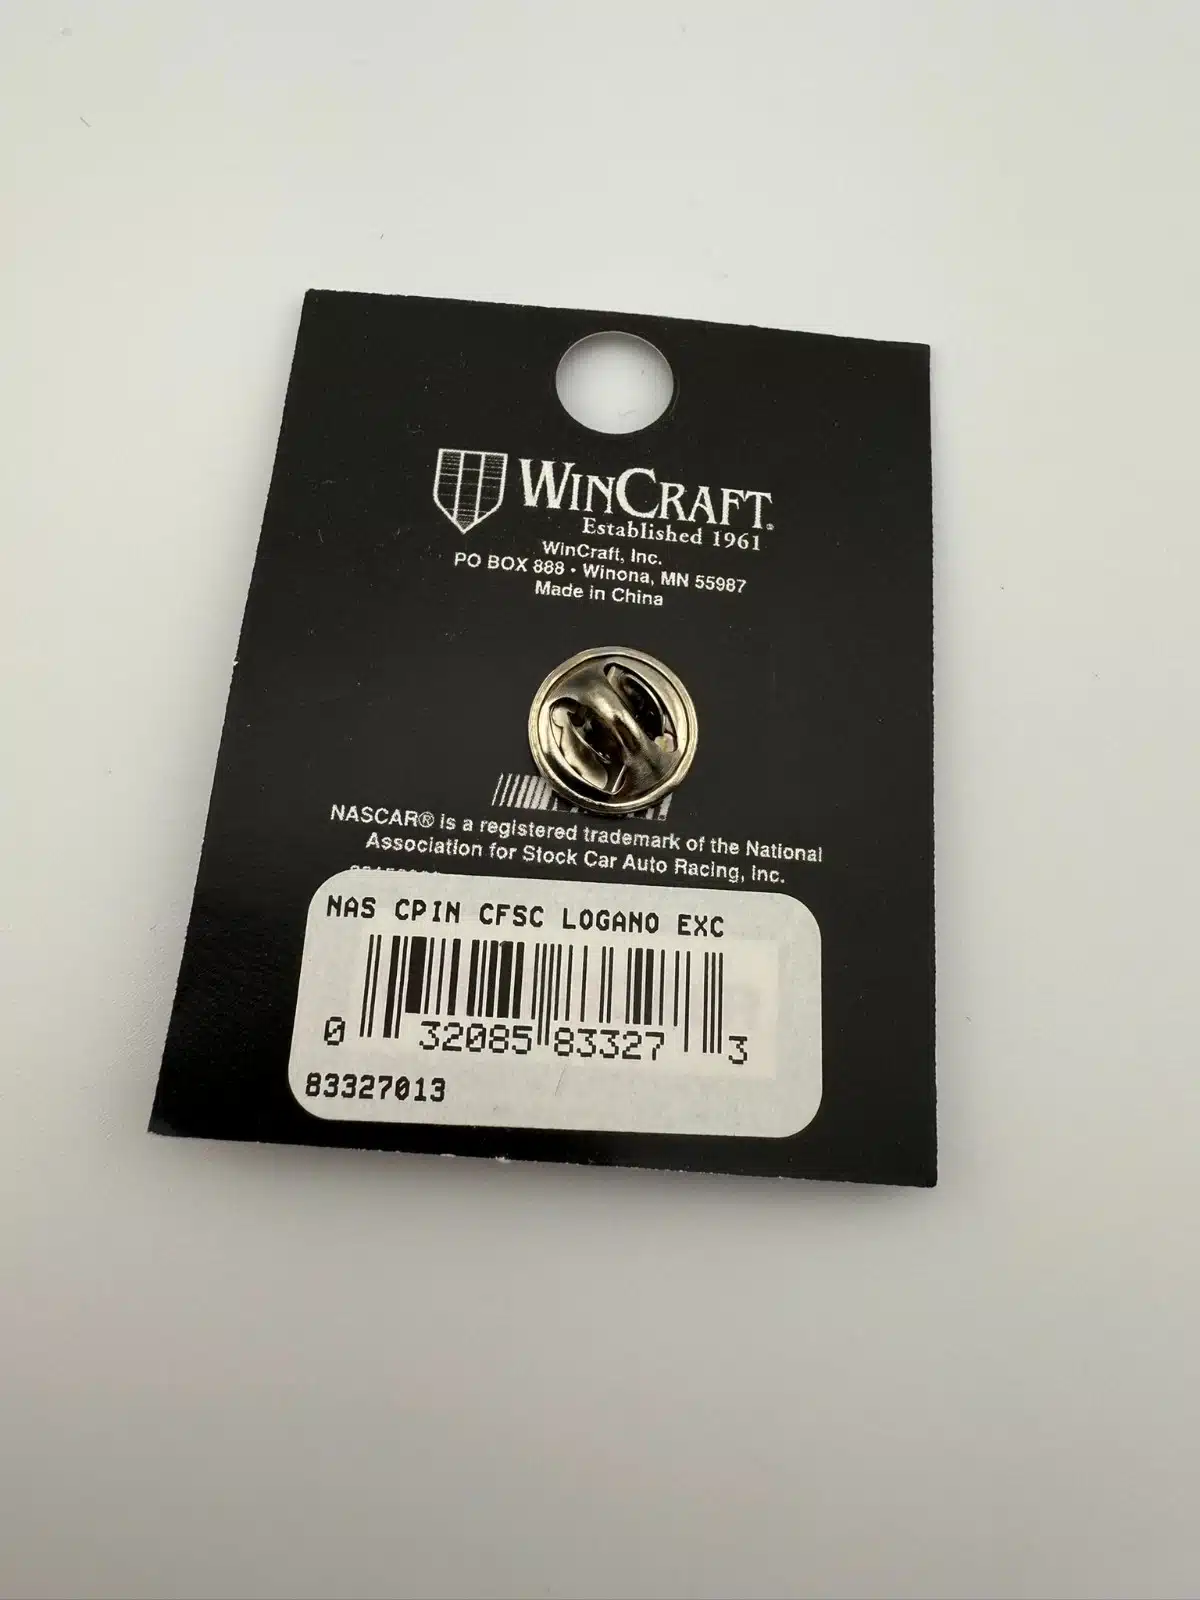 WINCRAFT®
Established 1961
WinCraft, Inc.
PO BOX 888 • Winona, MN 55987
Made in China
NASCAR® is a registered trademark of the National
Association for Stock Car Auto Racing, Inc.
NAS CPIN CFSC LOGANO EXC
0 32085 83327 3
83327013